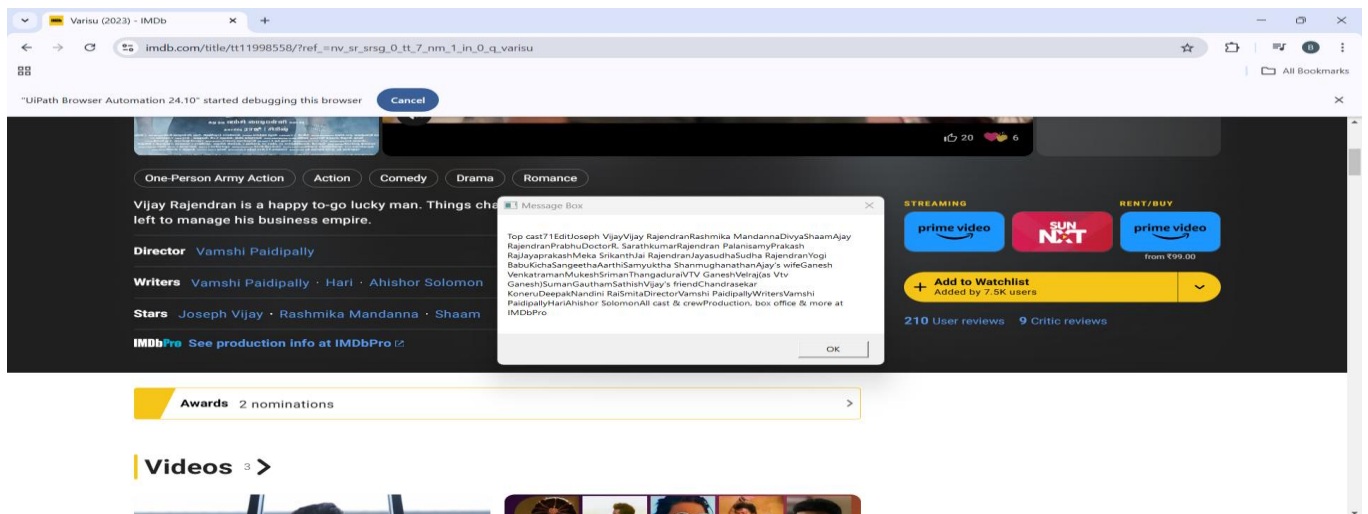 Varisu (2023) - IMDb
imdb.com/title/tt11998558/?ref_=nv_sr_srsg_0_tt_7_nm_1_in_0_q_varisu
B
All Bookmarks
"UiPath Browser Automation 24.10" started debugging this browser Cancel
20 6
One-Person Army Action Action Comedy Drama Romance
Vijay Rajendran is a happy to-go lucky man. Things cha
left to manage his business empire.
Director Vamshi Paidipally
Writers Vamshi Paidipally · Hari · Ahishor Solomon
Stars Joseph Vijay · Rashmika Mandanna · Shaam
IMDbPro See production info at IMDbPro
Message Box
Top cast71EditJoseph VijayVijay RajendranRashmika MandannaDivyaShaamAjay
RajendranPrabhuDoctorR. SarathkumarRajendran PalanisamyPrakash
RajJayaprakashMeka SrikanthJai RajendranJayasudhaSudha RajendranYogi
BabuKichaSangeethaAarthiSamyuktha ShanmughanathanAjay's wifeGanesh
VenkatramanMukeshSrimanThangaduraiVTV GaneshVelraj(as Vtv
Ganesh)SumanGauthamSathishVijay's friendChandrasekar
KoneruDeepakNandini RaiSmitaDirectorVamshi PaidipallyWritersVamshi
PaidipallyHariAhishor SolomonAll cast & crewProduction, box office & more at
IMDbPro
OK
STREAMING RENT/BUY
prime video SUN NXT prime video
from ₹99.00
Add to Watchlist
Added by 7.5K users
210 User reviews 9 Critic reviews
Awards 2 nominations
Videos 3